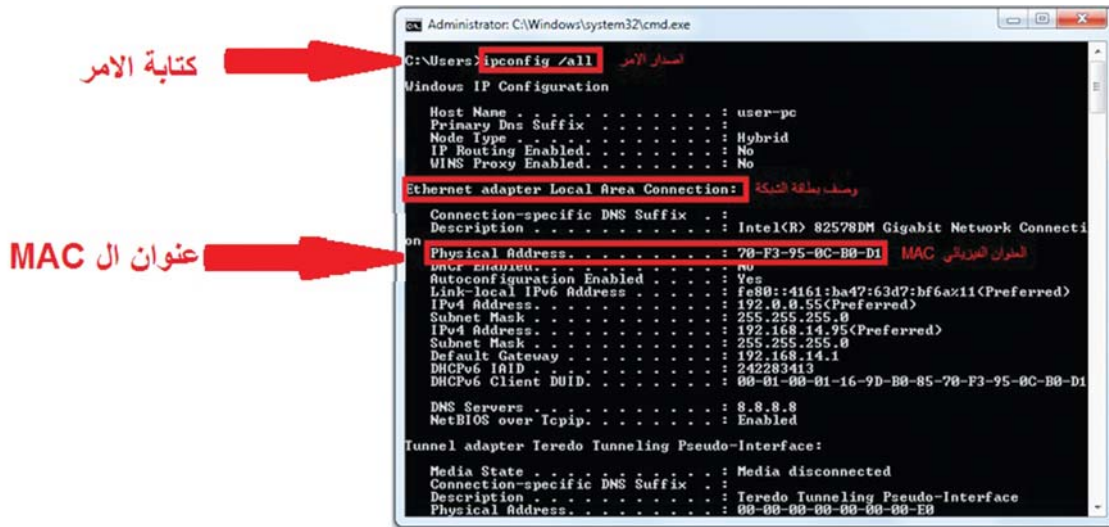 Administrator: C:\Windows\system32\cmd.exe
كتابة الامر
C:\Users>ipconfig /all اصدار الامر
Windows IP Configuration
Host Name . . . . . . . . . . . . : user-pc
Primary Dns Suffix . . . . . . . :
Node Type . . . . . . . . . . . . : Hybrid
IP Routing Enabled. . . . . . . . : No
WINS Proxy Enabled. . . . . . . . : No
Ethernet adapter Local Area Connection: وصف بطاقة الشبكة
Connection-specific DNS Suffix . :
Description . . . . . . . . . . . : Intel(R) 82578DM Gigabit Network Connecti
on
عنوان ال MAC
Physical Address. . . . . . . . . : 70-F3-95-0C-B0-D1 العنوان الفيزيائي MAC
DHCP Enabled. . . . . . . . . . . : No
Autoconfiguration Enabled . . . . : Yes
Link-local IPv6 Address . . . . . : fe80::4161:ba47:63d7:bf6a%11(Preferred)
IPv4 Address. . . . . . . . . . . : 192.0.0.55(Preferred)
Subnet Mask . . . . . . . . . . . : 255.255.255.0
IPv4 Address. . . . . . . . . . . : 192.168.14.95(Preferred)
Subnet Mask . . . . . . . . . . . : 255.255.255.0
Default Gateway . . . . . . . . . : 192.168.14.1
DHCPv6 IAID . . . . . . . . . . . : 242283413
DHCPv6 Client DUID. . . . . . . . : 00-01-00-01-16-9D-B0-85-70-F3-95-0C-B0-D1
DNS Servers . . . . . . . . . . . : 8.8.8.8
NetBIOS over Tcpip. . . . . . . . : Enabled
Tunnel adapter Teredo Tunneling Pseudo-Interface:
Media State . . . . . . . . . . . : Media disconnected
Connection-specific DNS Suffix . :
Description . . . . . . . . . . . : Teredo Tunneling Pseudo-Interface
Physical Address. . . . . . . . . : 00-00-00-00-00-00-00-E0